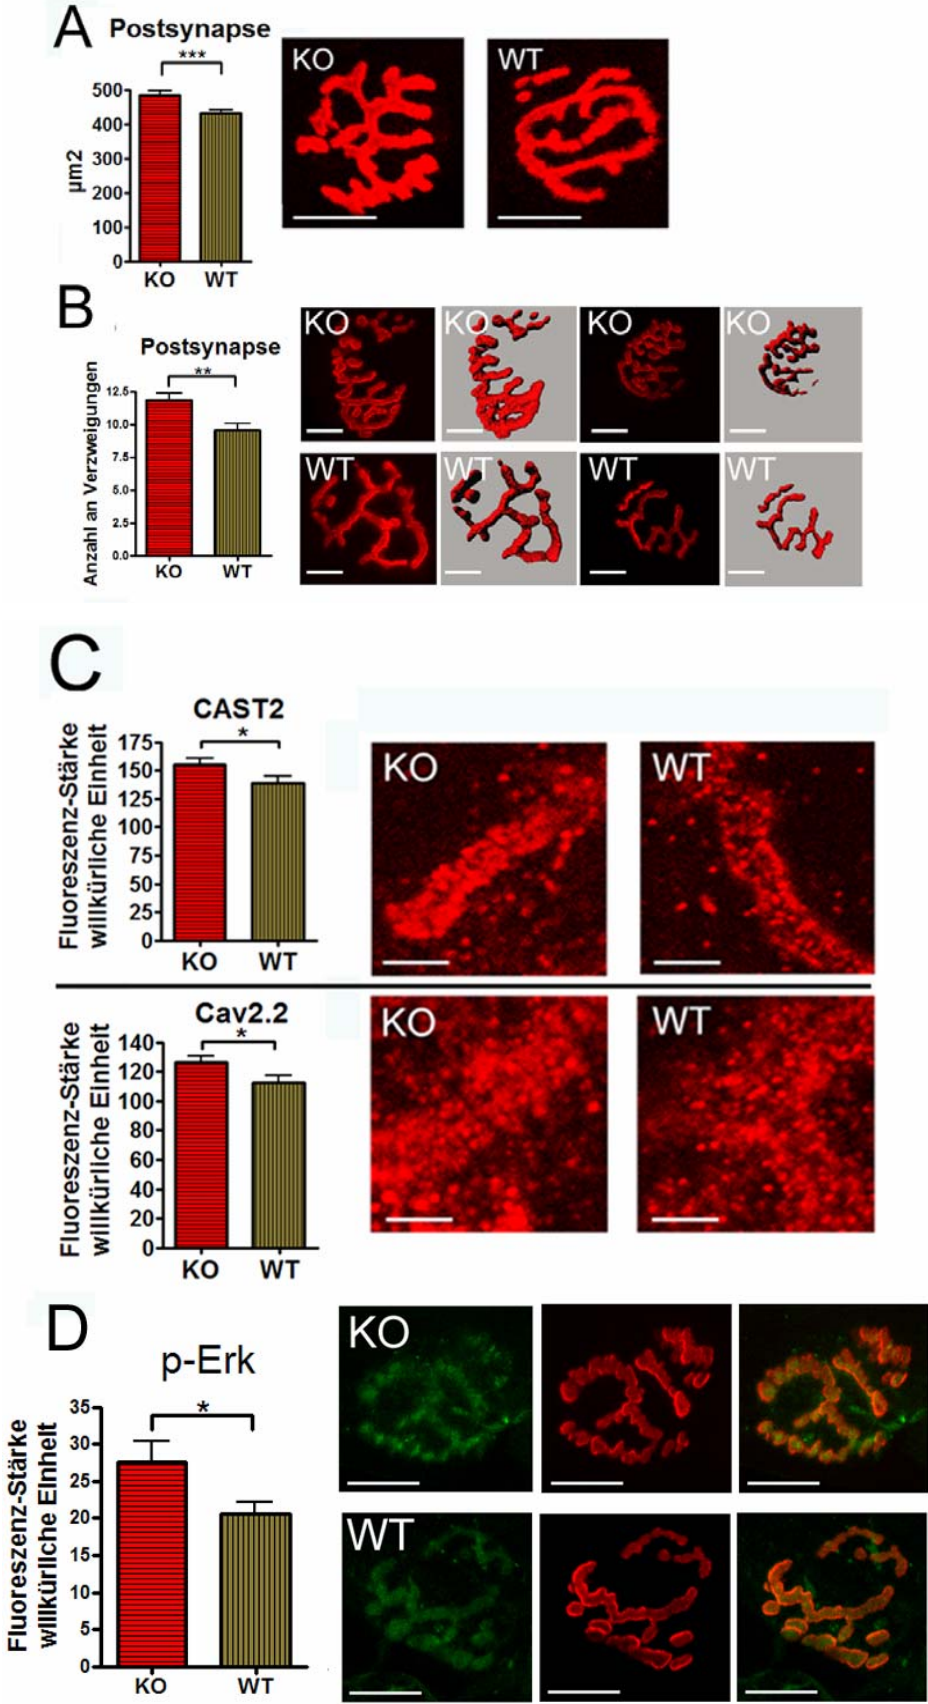 A
Postsynapse
***
µm2
500
400
300
200
100
0
KO
WT
KO
WT
B
Postsynapse
**
Anzahl an Verzweigungen
12.5
10.0
7.5
5.0
2.5
0.0
KO
WT
KO
KO
KO
KO
WT
WT
WT
WT
C
CAST2
*
Fluoreszenz-Stärke
willkürliche Einheit
175
150
125
100
75
50
25
0
KO
WT
KO
WT
Cav2.2
*
Fluoreszenz-Stärke
willkürliche Einheit
140
120
100
80
60
40
20
0
KO
WT
KO
WT
D
p-Erk
*
Fluoreszenz-Stärke
willkürliche Einheit
35
30
25
20
15
10
5
0
KO
WT
KO
WT